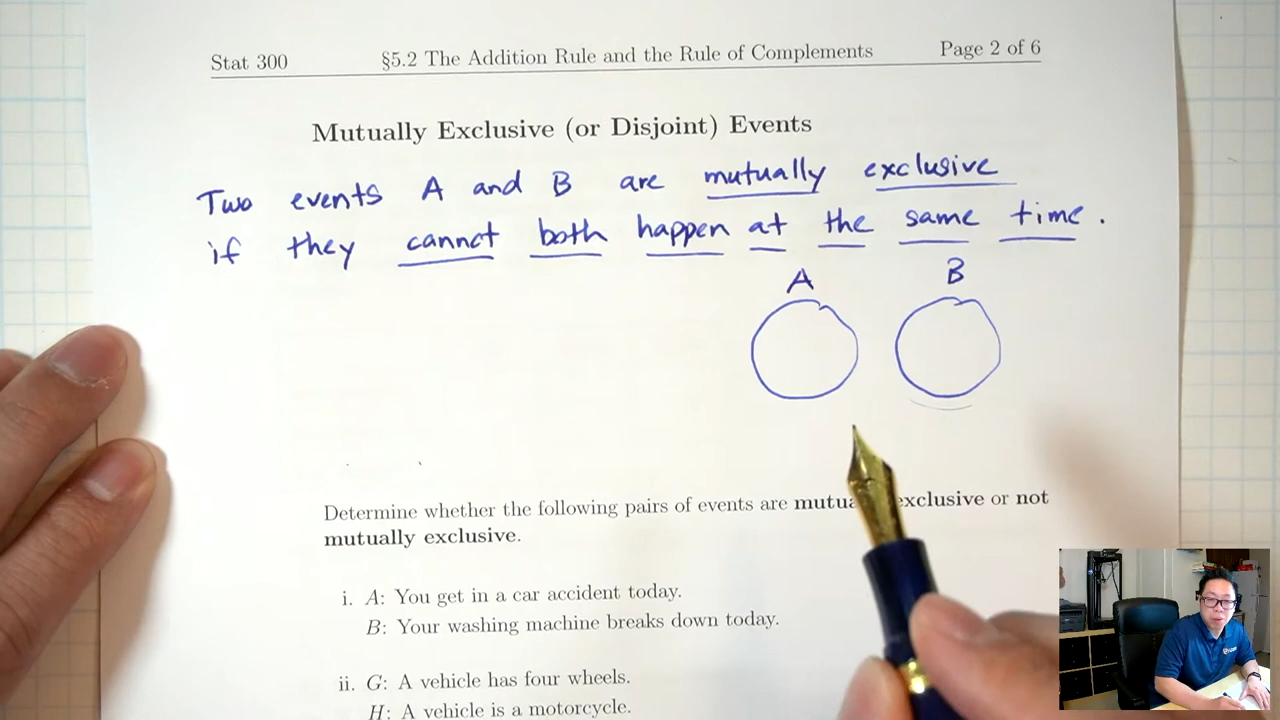 Stat 300 §5.2 The Addition Rule and the Rule of Complements Page 2 of 6
Mutually Exclusive (or Disjoint) Events
Two events A and B are mutually exclusive
if they cannot both happen at the same time.
A B
Determine whether the following pairs of events are mutua exclusive or not
mutually exclusive.
i. A: You get in a car accident today.
B: Your washing machine breaks down today.
ii. G: A vehicle has four wheels.
H: A vehicle is a motorcycle.